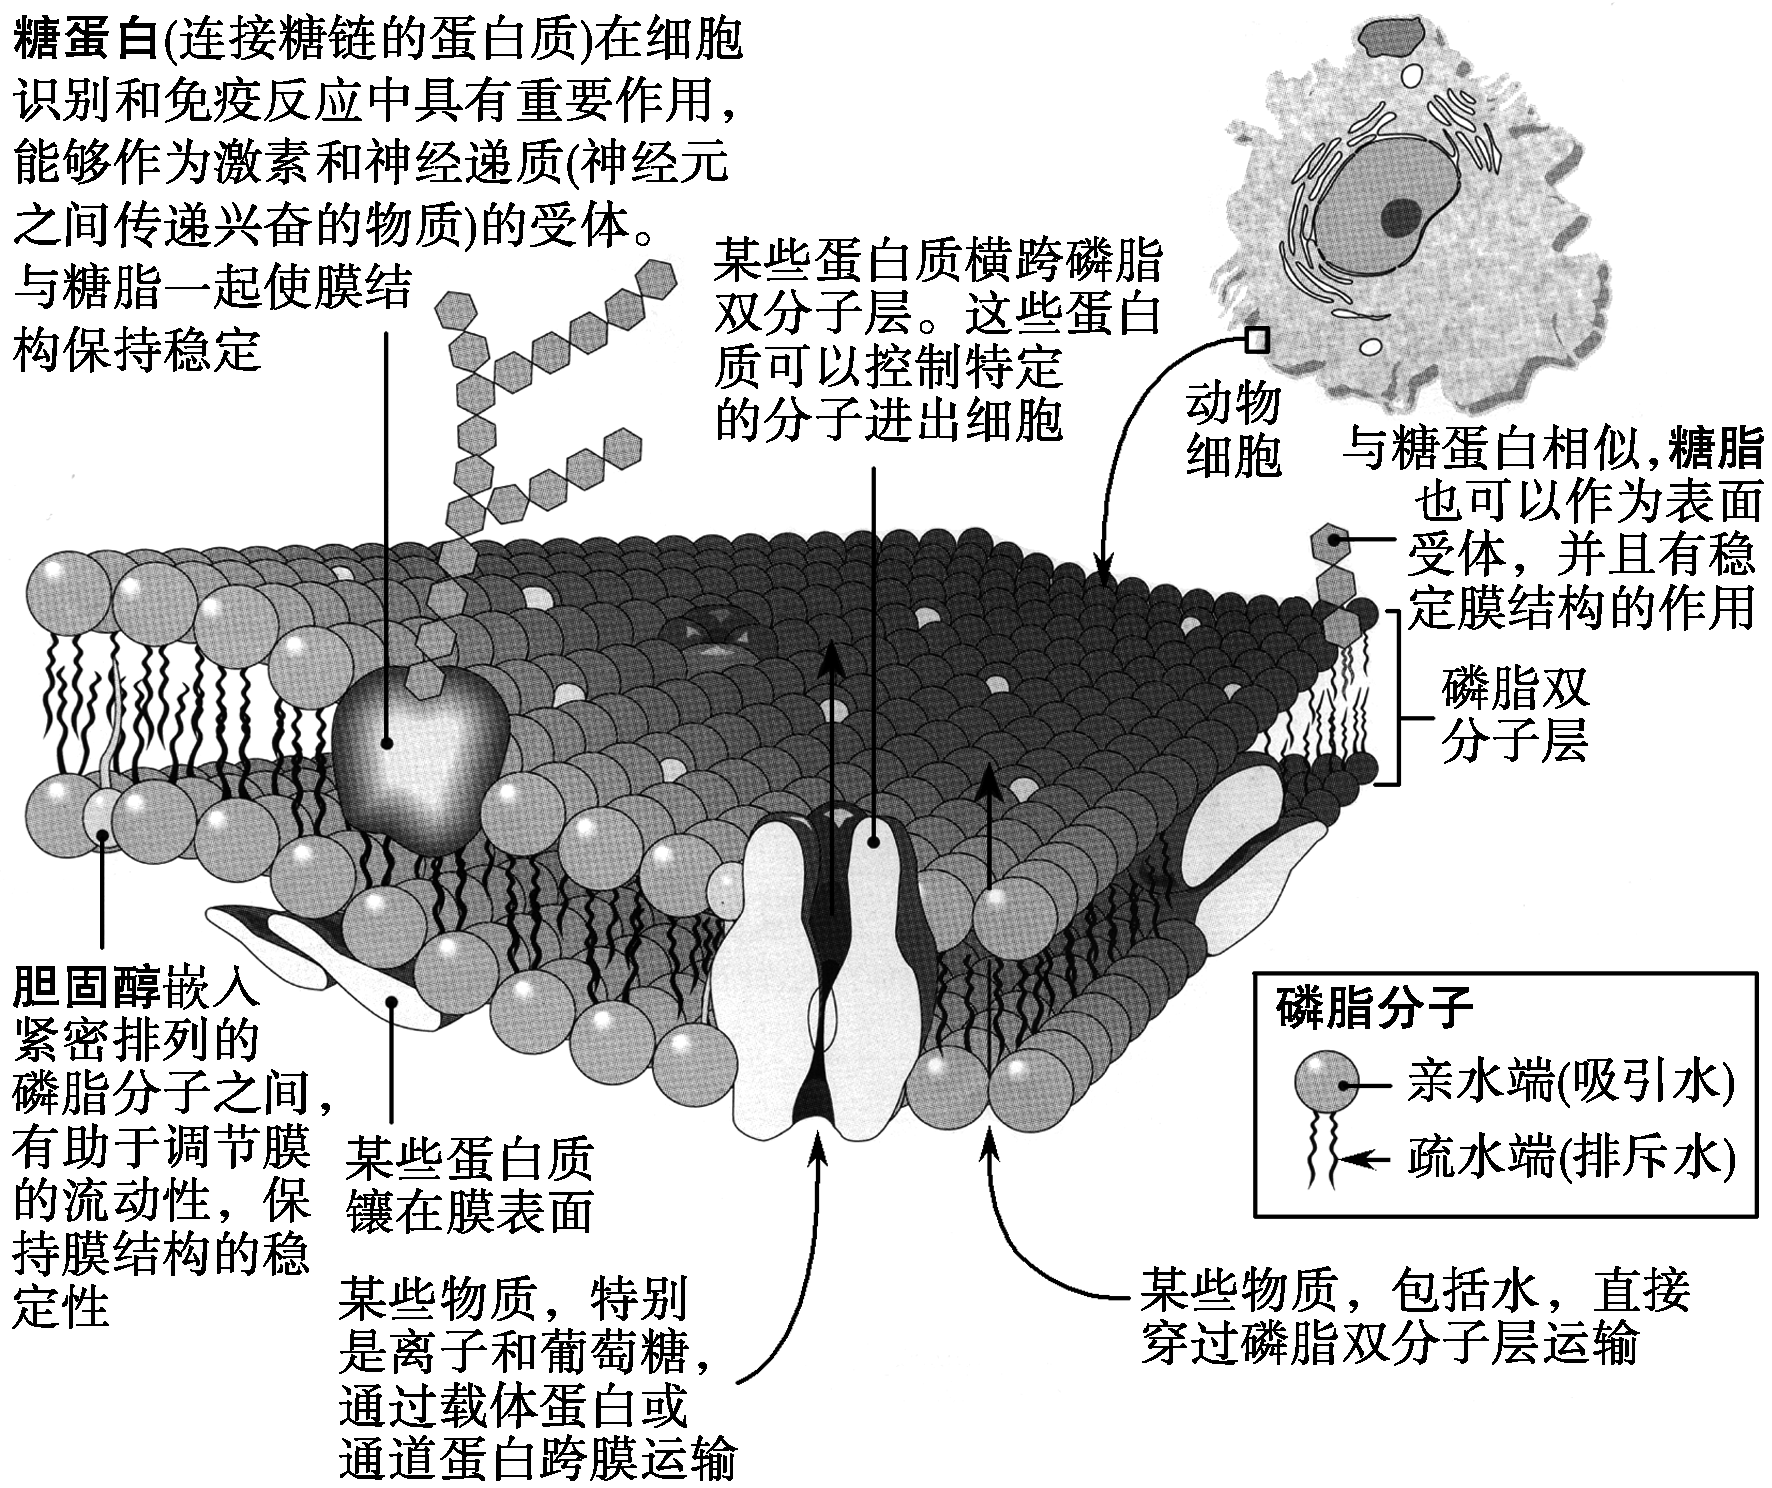 糖蛋白(连接糖链的蛋白质)在细胞
识别和免疫反应中具有重要作用，
能够作为激素和神经递质(神经元
之间传递兴奋的物质)的受体。
与糖脂一起使膜结
构保持稳定
某些蛋白质横跨磷脂
双分子层。这些蛋白
质可以控制特定
的分子进出细胞
动物
细胞
与糖蛋白相似，糖脂
也可以作为表面
受体，并且有稳
定膜结构的作用
磷脂双
分子层
胆固醇嵌入
紧密排列的
磷脂分子之间，
有助于调节膜
的流动性，保
持膜结构的稳
定性
某些蛋白质
镶在膜表面
某些物质，特别
是离子和葡萄糖，
通过载体蛋白或
通道蛋白跨膜运输
磷脂分子
亲水端(吸引水)
疏水端(排斥水)
某些物质，包括水，直接
穿过磷脂双分子层运输